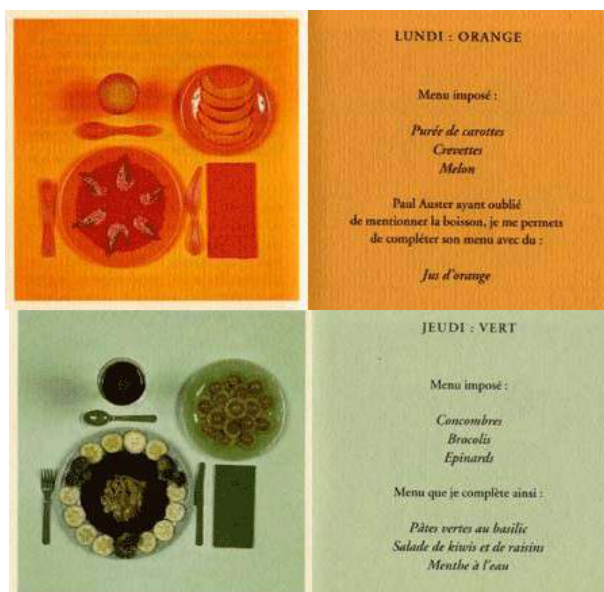 LUNDI : ORANGE
Menu imposé :
Purée de carottes
Crevettes
Melon
Paul Auster ayant oublié
de mentionner la boisson, je me permets
de compléter son menu avec du :
Jus d'orange
JEUDI : VERT
Menu imposé :
Concombres
Brocolis
Epinards
Menu que je complète ainsi :
Pâtes vertes au basilic
Salade de kiwis et de raisins
Menthe à l'eau